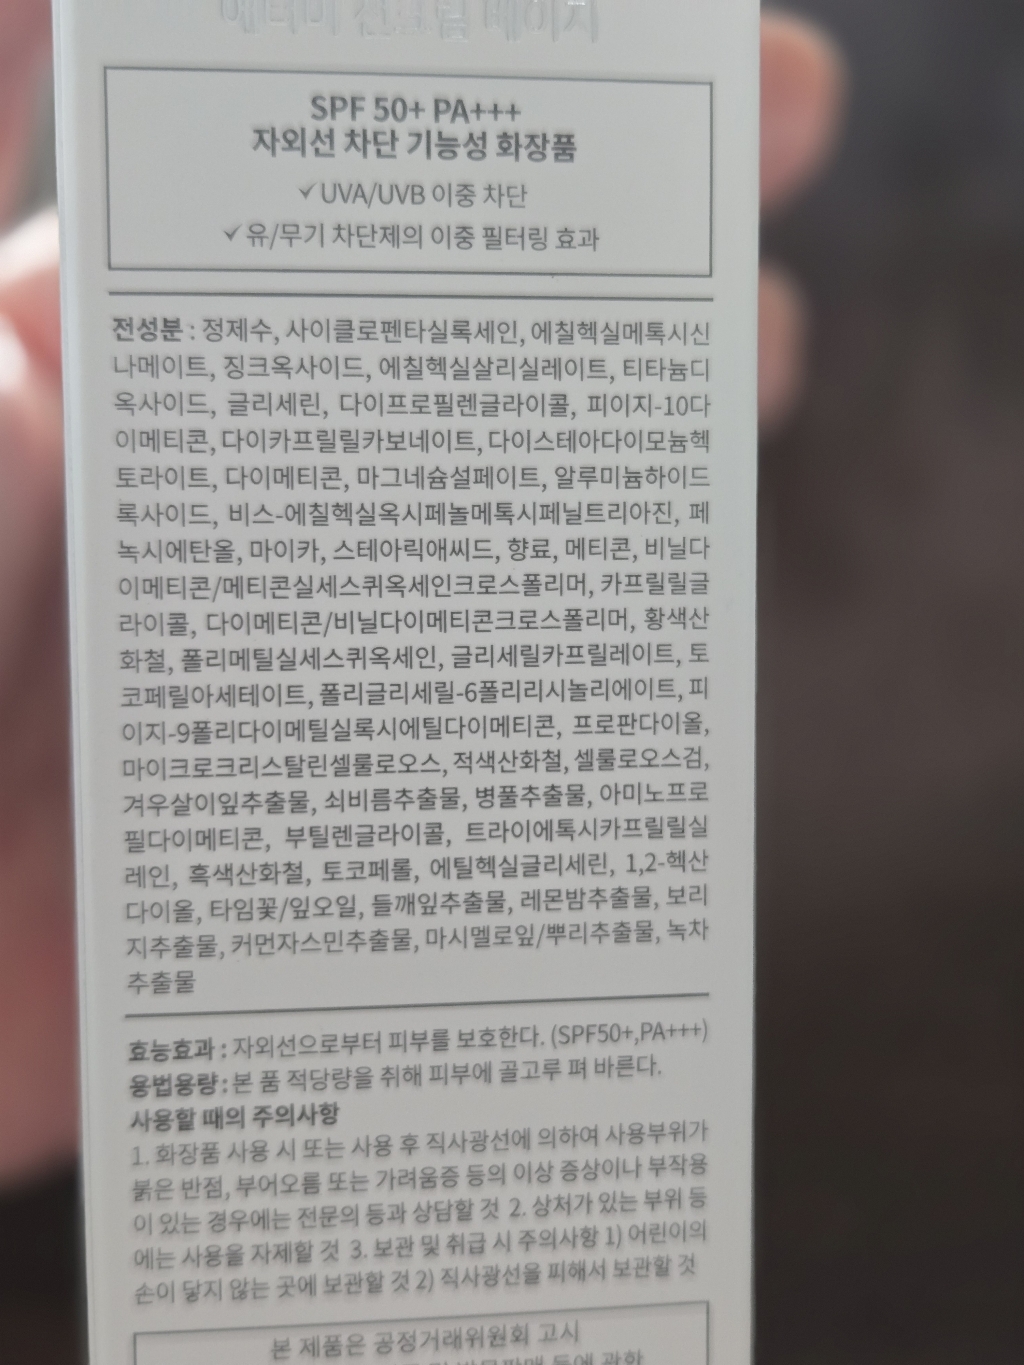 애터미 선크림 베이지
SPF 50+ PA+++
자외선 차단 기능성 화장품
✓ UVA/UVB 이중 차단
✓ 유/무기 차단제의 이중 필터링 효과
전성분 : 정제수, 사이클로펜타실록세인, 에칠헥실메톡시신
나메이트, 징크옥사이드, 에칠헥실살리실레이트, 티타늄디
옥사이드, 글리세린, 다이프로필렌글라이콜, 피이지-10다
이메티콘, 다이카프릴릴카보네이트, 다이스테아다이모늄헥
토라이트, 다이메티콘, 마그네슘설페이트, 알루미늄하이드
록사이드, 비스-에칠헥실옥시페놀메톡시페닐트리아진, 페
녹시에탄올, 마이카, 스테아릭애씨드, 향료, 메티콘, 비닐다
이메티콘/메티콘실세스퀴옥세인크로스폴리머, 카프릴릴글
라이콜, 다이메티콘/비닐다이메티콘크로스폴리머, 황색산
화철, 폴리메틸실세스퀴옥세인, 글리세릴카프릴레이트, 토
코페릴아세테이트, 폴리글리세릴-6폴리리시놀리에이트, 피
이지-9폴리다이메틸실록시에틸다이메티콘, 프로판다이올,
마이크로크리스탈린셀룰로오스, 적색산화철, 셀룰로오스검,
겨우살이잎추출물, 쇠비름추출물, 병풀추출물, 아미노프로
필다이메티콘, 부틸렌글라이콜, 트라이에톡시카프릴릴실
레인, 흑색산화철, 토코페롤, 에틸헥실글리세린, 1,2-헥산
다이올, 타임꽃/잎오일, 들깨잎추출물, 레몬밤추출물, 보리
지추출물, 커먼자스민추출물, 마시멜로잎/뿌리추출물, 녹차
추출물
효능효과 : 자외선으로부터 피부를 보호한다. (SPF50+,PA+++)
용법용량 : 본 품 적당량을 취해 피부에 골고루 펴 바른다.
사용할 때의 주의사항
1. 화장품 사용 시 또는 사용 후 직사광선에 의하여 사용부위가
붉은 반점, 부어오름 또는 가려움증 등의 이상 증상이나 부작용
이 있는 경우에는 전문의 등과 상담할 것 2. 상처가 있는 부위 등
에는 사용을 자제할 것 3. 보관 및 취급 시 주의사항 1) 어린이의
손이 닿지 않는 곳에 보관할 것 2) 직사광선을 피해서 보관할 것
본 제품은 공정거래위원회 고시